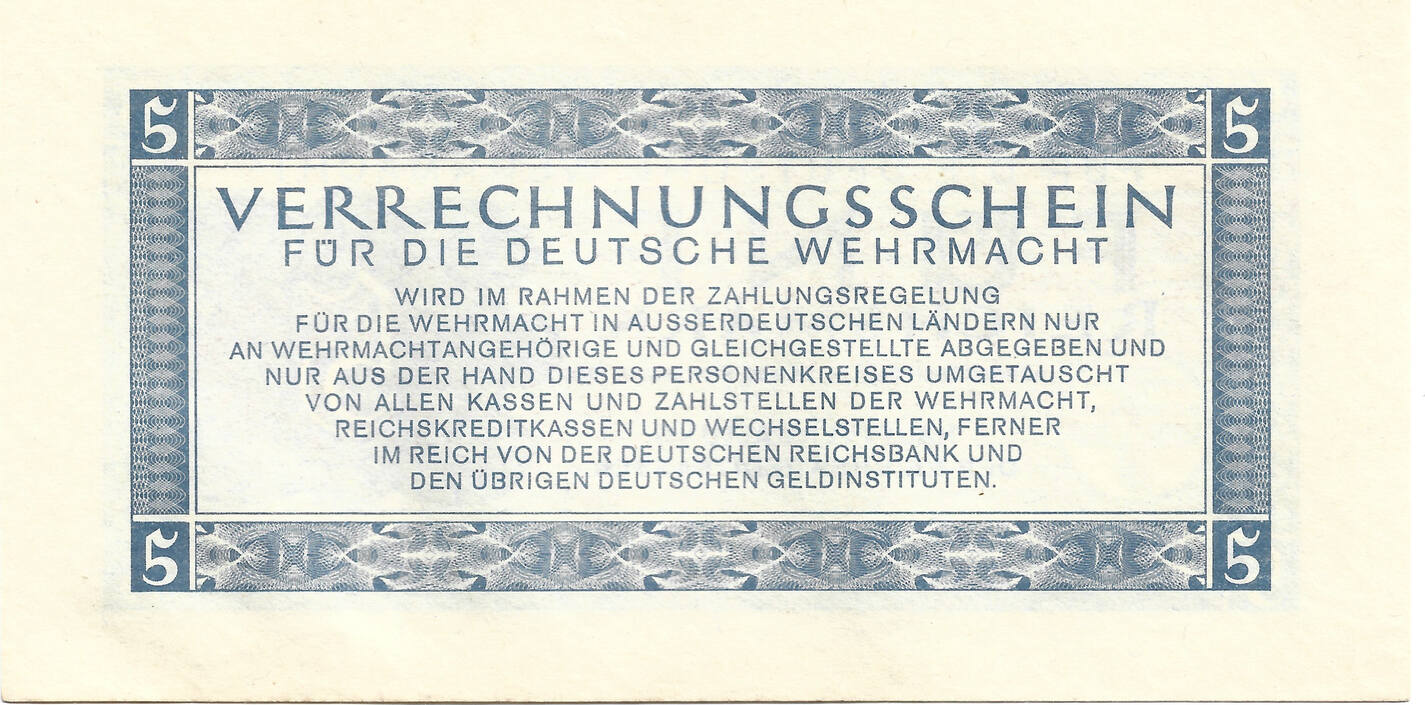 5 5
VERRECHNUNGSSCHEIN
FÜR DIE DEUTSCHE WEHRMACHT
WIRD IM RAHMEN DER ZAHLUNGSREGELUNG
FÜR DIE WEHRMACHT IN AUSSERDEUTSCHEN LÄNDERN NUR
AN WEHRMACHTANGEHÖRIGE UND GLEICHGESTELLTE ABGEGEBEN UND
NUR AUS DER HAND DIESES PERSONENKREISES UMGETAUSCHT
VON ALLEN KASSEN UND ZAHLSTELLEN DER WEHRMACHT,
REICHSKREDITKASSEN UND WECHSELSTELLEN, FERNER
IM REICH VON DER DEUTSCHEN REICHSBANK UND
DEN ÜBRIGEN DEUTSCHEN GELDINSTITUTEN.
5 5